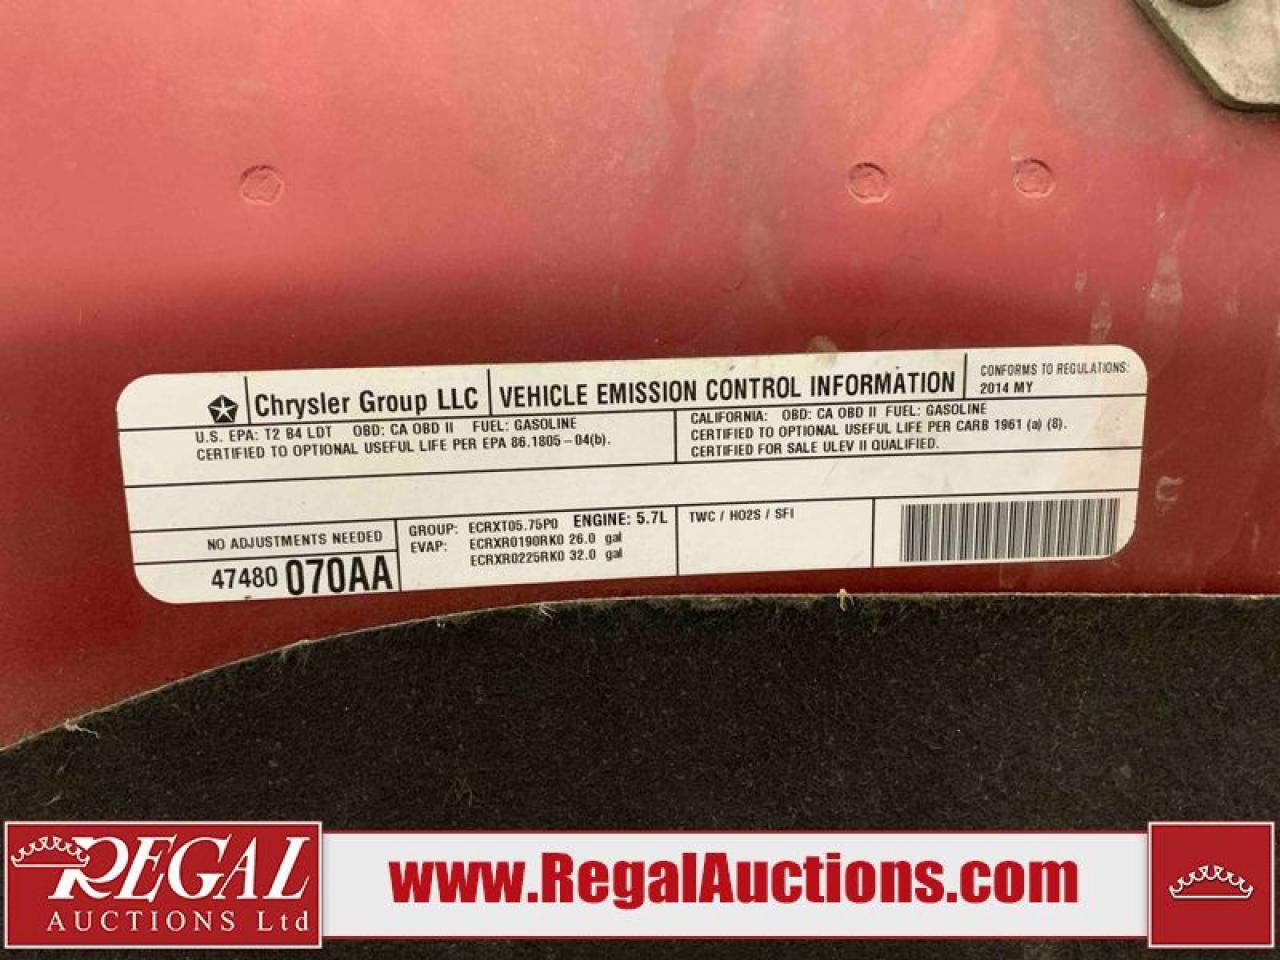 Chrysler Group LLC
VEHICLE EMISSION CONTROL INFORMATION
CONFORMS TO REGULATIONS:
2014 MY
U.S. EPA: T2 B4 LDT OBD: CA OBD II FUEL: GASOLINE
CERTIFIED TO OPTIONAL USEFUL LIFE PER EPA 86.1805-04(b).
CALIFORNIA: OBD: CA OBD II FUEL: GASOLINE
CERTIFIED TO OPTIONAL USEFUL LIFE PER CARB 1961 (a) (8).
CERTIFIED FOR SALE ULEV II QUALIFIED.
NO ADJUSTMENTS NEEDED
47480 070AA
GROUP: ECRXT05.75P0 ENGINE: 5.7L
EVAP: ECRXR0190RK0 26.0 gal
ECRXR0225RK0 32.0 gal
TWC / HO2S / SFI
REGAL
AUCTIONS Ltd
www.RegalAuctions.com